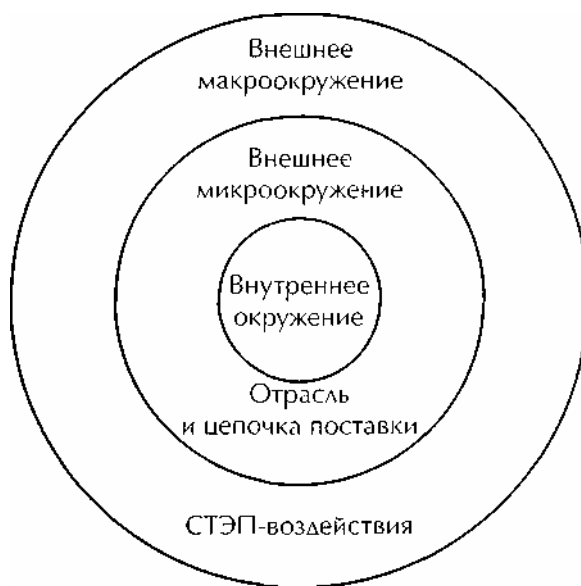 Внешнее
макроокружение
Внешнее
микроокружение
Внутреннее
окружение
Отрасль
и цепочка поставки
СТЭП-воздействия